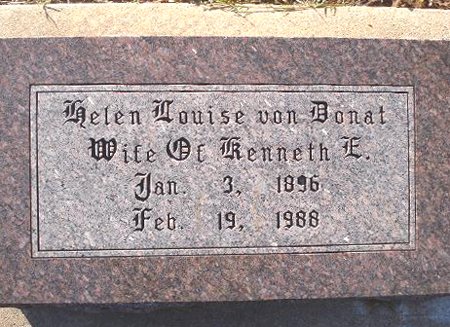 Helen Louise von Donat
Wife Of Kenneth E.
Jan. 3, 1896
Feb. 19, 1988